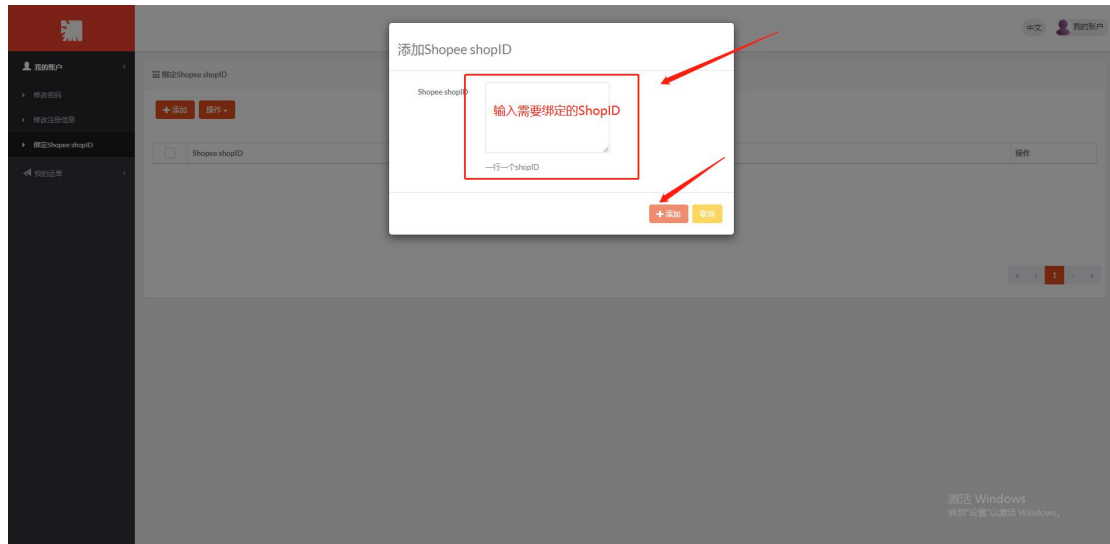 添加Shopee shopID
中文
我的账户
我的账户
绑定Shopee shopID
修改密码
Shopee shopID
输入需要绑定的ShopID
添加
操作
修改注册信息
绑定Shopee shopID
Shopee shopID
操作
一行一个shopID
我的运单
添加
取消
1
激活 Windows
转到"设置"以激活 Windows。